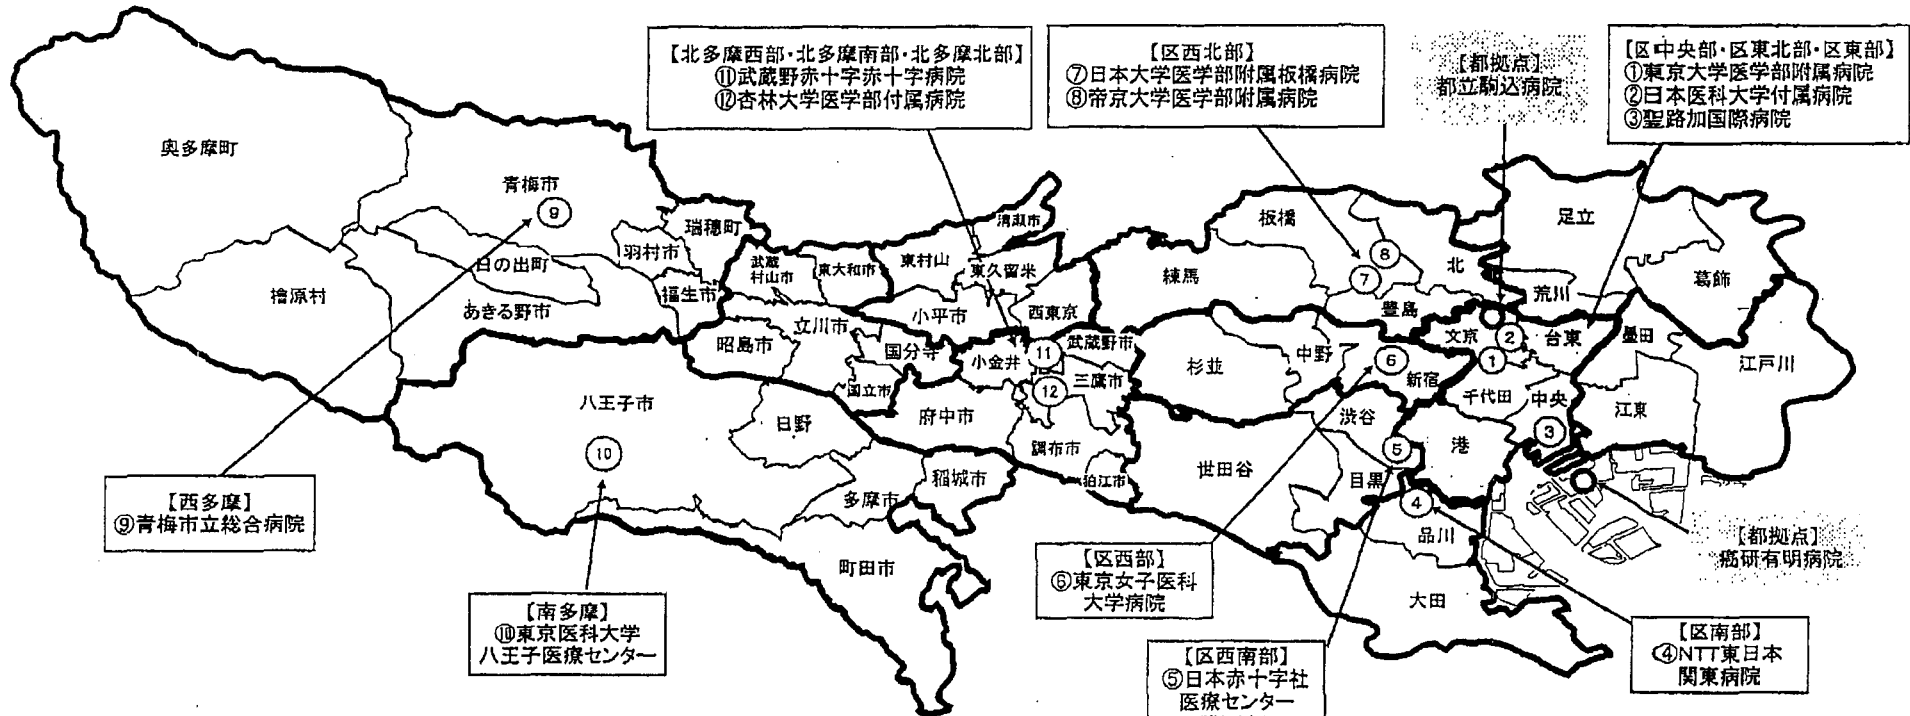 【北多摩西部・北多摩南部・北多摩北部】
⑪武蔵野赤十字赤十字病院
⑫杏林大学医学部付属病院
【区西北部】
⑦日本大学医学部附属板橋病院
⑧帝京大学医学部附属病院
【都拠点】
都立駒込病院
【区中央部・区東北部・区東部】
①東京大学医学部附属病院
②日本医科大学付属病院
③聖路加国際病院
奥多摩町
青梅市
⑨
瑞穂町
羽村市
日の出町
檜原村
あきる野市
福生市
武蔵
村山市
東大和市
東村山
清瀬市
東久留米
小平市
西東京
立川市
昭島市
国分寺
国立市
小金井
⑪
武蔵野市
三鷹市
⑫
府中市
調布市
狛江市
八王子市
⑩
日野
多摩市
稲城市
町田市
板橋
練馬
⑧
⑦
北
豊島
足立
荒川
葛飾
文京
②
①
台東
墨田
江戸川
杉並
中野
⑥
新宿
千代田
中央
③
江東
渋谷
⑤
港
世田谷
目黒
④
品川
大田
【西多摩】
⑨青梅市立総合病院
【南多摩】
⑩東京医科大学
八王子医療センター
【区西部】
⑥東京女子医科
大学病院
【区西南部】
⑤日本赤十字社
医療センター
【都拠点】
癌研有明病院
【区南部】
④NTT東日本
関東病院